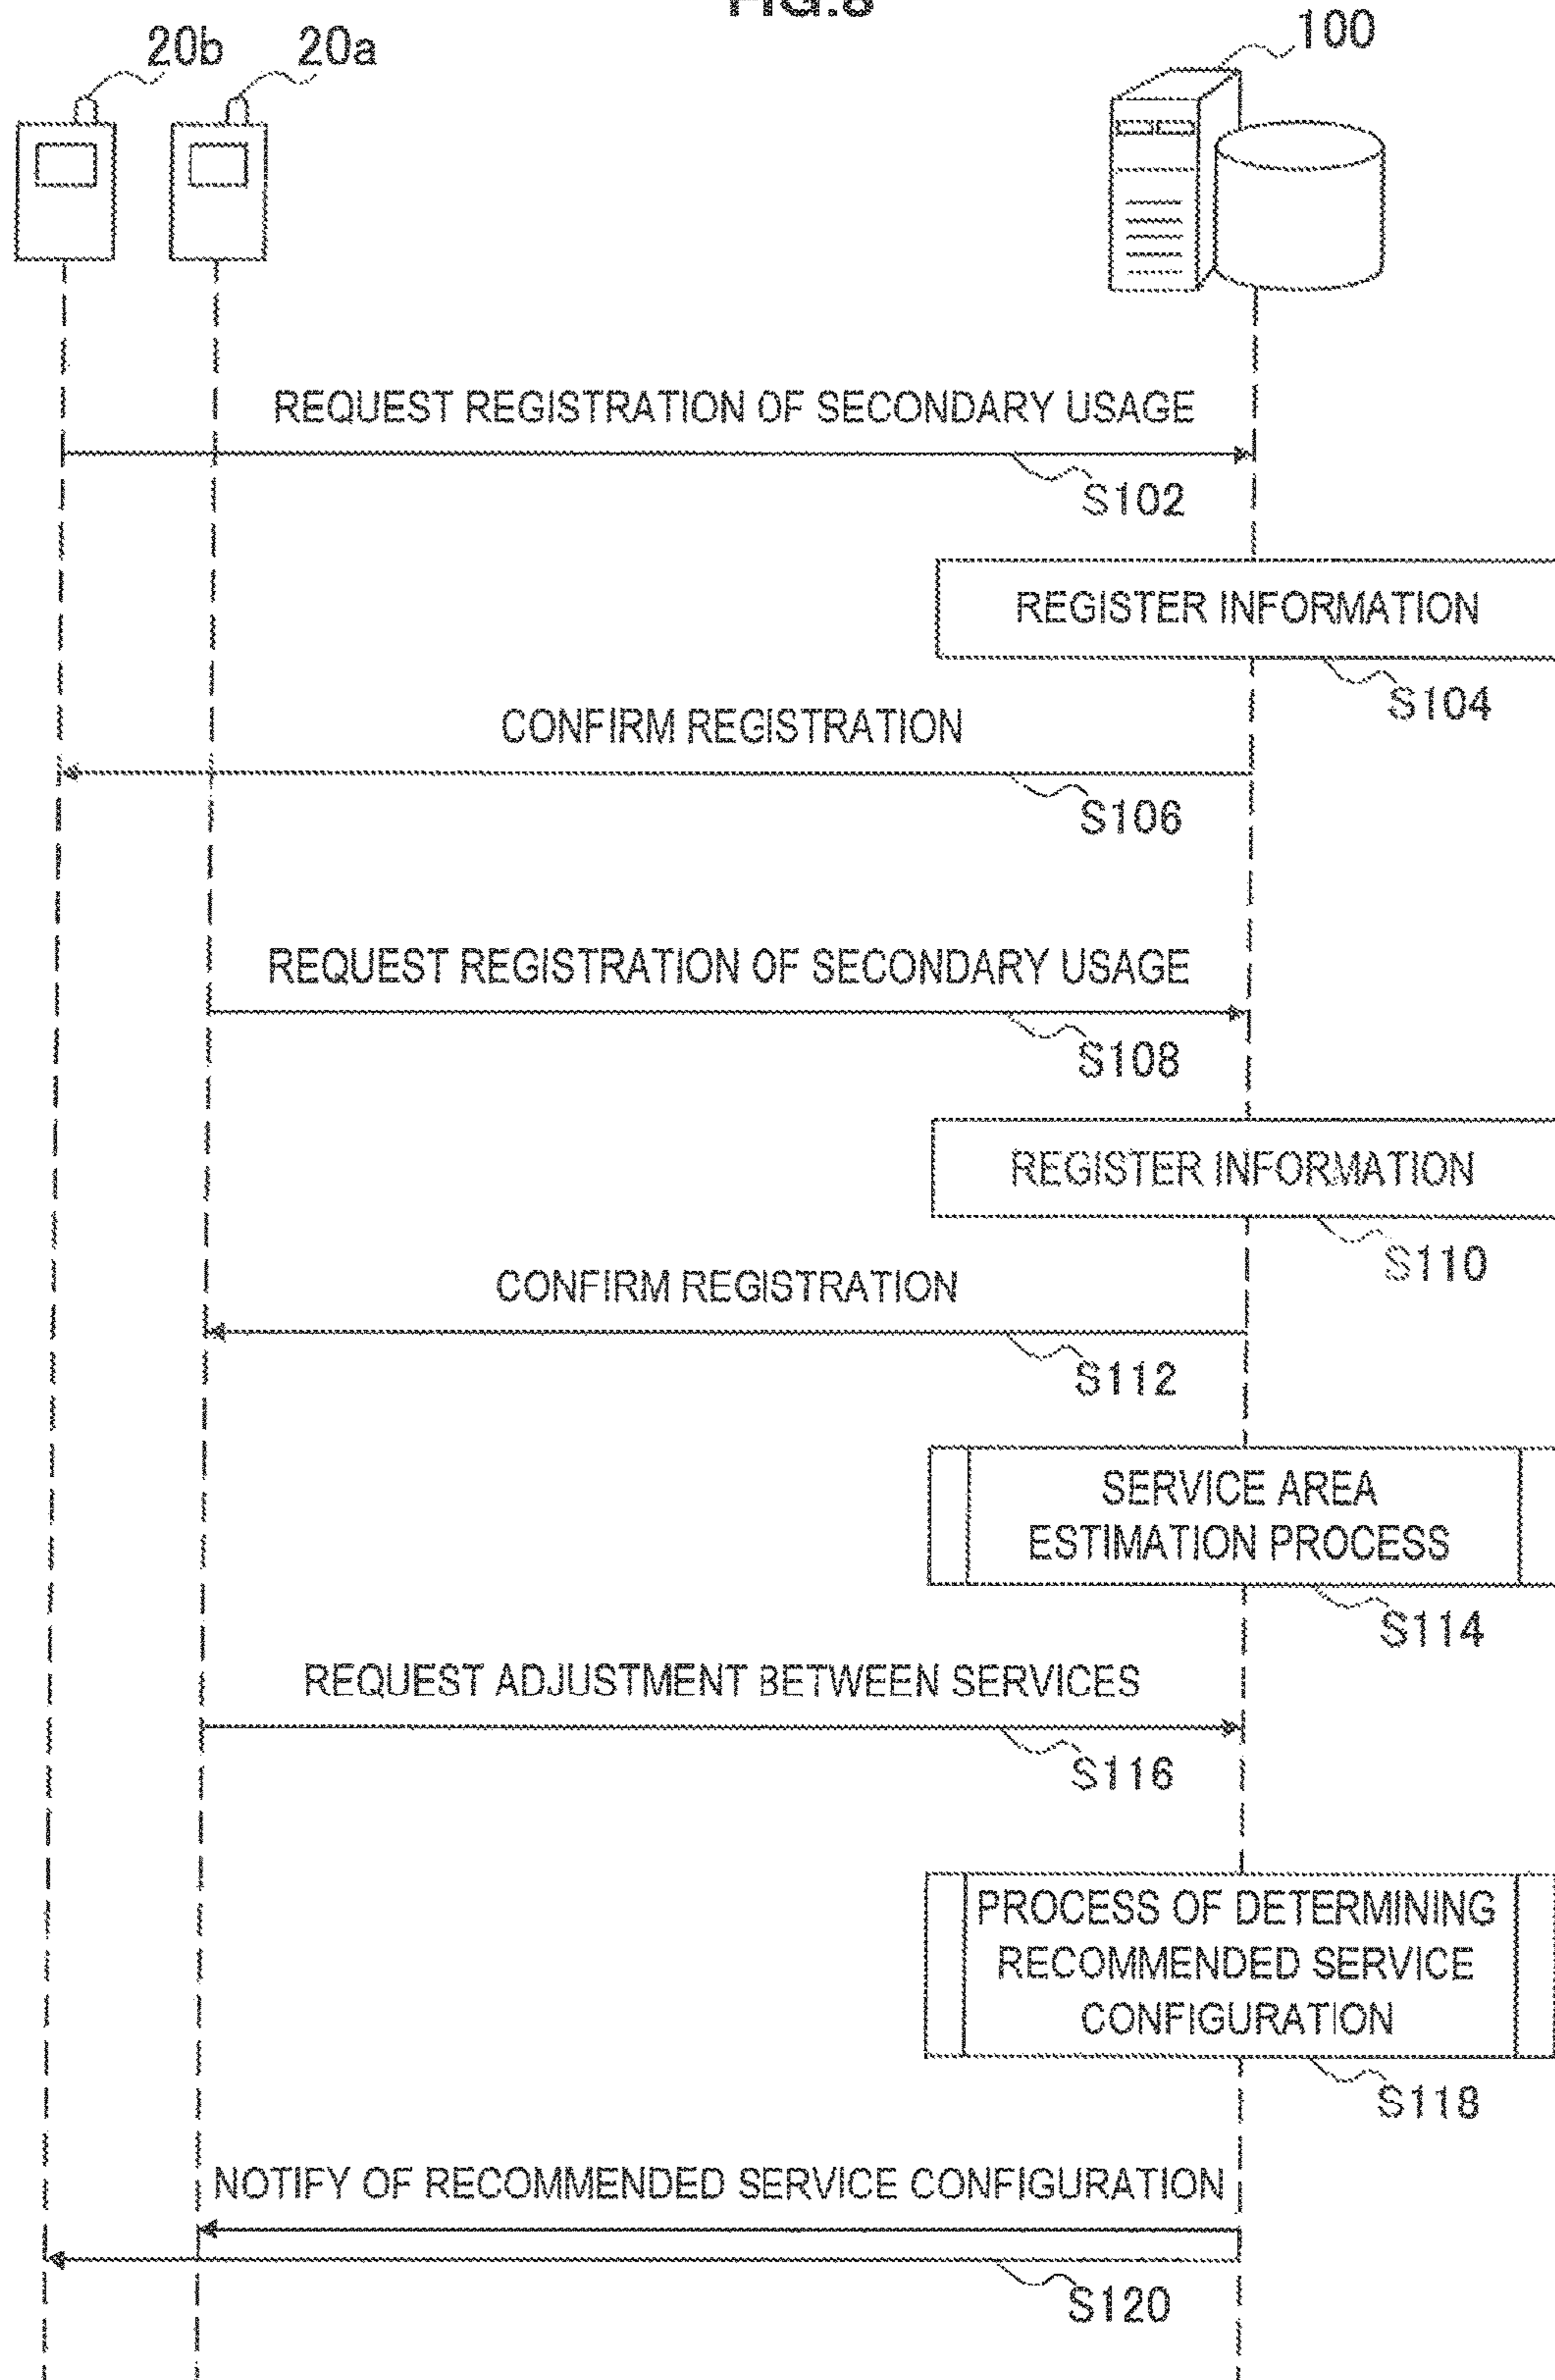 FIG.8
20b
20a
100
REQUEST REGISTRATION OF SECONDARY USAGE
S102
REGISTER INFORMATION
S104
CONFIRM REGISTRATION
S106
REQUEST REGISTRATION OF SECONDARY USAGE
S108
REGISTER INFORMATION
S110
CONFIRM REGISTRATION
S112
SERVICE AREA
ESTIMATION PROCESS
S114
REQUEST ADJUSTMENT BETWEEN SERVICES
S116
PROCESS OF DETERMINING
RECOMMENDED SERVICE
CONFIGURATION
S118
NOTIFY OF RECOMMENDED SERVICE CONFIGURATION
S120